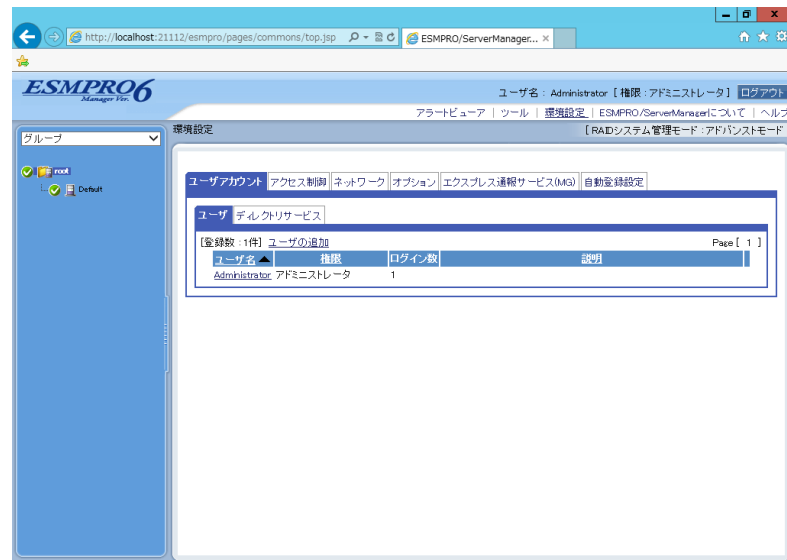 http://localhost:21112/esmpro/pages/commons/top.jsp
ESMPRO/ServerManager...
ESMPRO6
Manager Ver.
ユーザ名 : Administrator [ 権限 : アドミニストレータ ] ログアウト
アラートビューア | ツール | 環境設定 | ESMPRO/ServerManagerについて | ヘルプ
グループ
環境設定
[ RAIDシステム管理モード : アドバンストモード
root
Default
ユーザアカウント アクセス制御 ネットワーク オプション エクスプレス通報サービス(MG) 自動登録設定
ユーザ ディレクトリサービス
[登録数 : 1件] ユーザの追加 Page [ 1 ]
ユーザ名▲ 権限 ログイン数 説明
Administrator アドミニストレータ 1